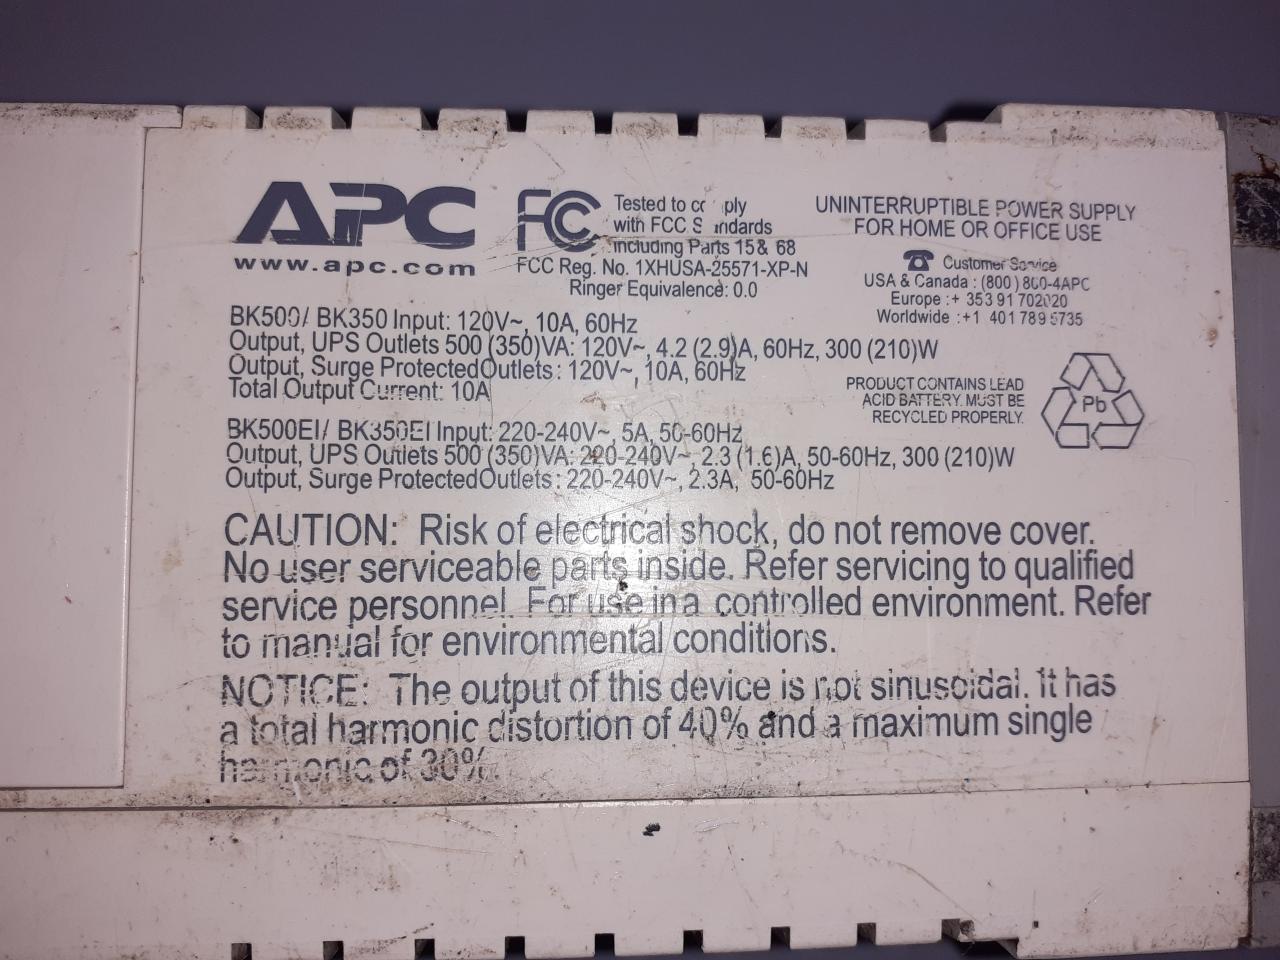 APC
www.apc.com
FC
Tested to comply
with FCC Standards
including Parts 15 & 68
FCC Reg. No. 1XHUSA-25571-XP-N
Ringer Equivalence: 0.0
UNINTERRUPTIBLE POWER SUPPLY
FOR HOME OR OFFICE USE
Customer Service
USA & Canada : (800) 800-4APC
Europe :+ 353 91 702020
Worldwide :+1 401 789 5735
BK500/ BK350 Input: 120V~, 10A, 60Hz
Output, UPS Outlets 500 (350)VA: 120V~, 4.2 (2.9)A, 60Hz, 300 (210)W
Output, Surge Protected Outlets : 120V~, 10A, 60Hz
Total Output Current: 10A
PRODUCT CONTAINS LEAD
ACID BATTERY. MUST BE
RECYCLED PROPERLY.
Pb
BK500EI/ BK350EI Input: 220-240V~, 5A, 50-60Hz
Output, UPS Outlets 500 (350)VA: 220-240V~, 2.3 (1.6)A, 50-60Hz, 300 (210)W
Output, Surge Protected Outlets : 220-240V~, 2.3A, 50-60Hz
CAUTION: Risk of electrical shock, do not remove cover.
No user serviceable parts inside. Refer servicing to qualified
service personnel. For use in a controlled environment. Refer
to manual for environmental conditions.
NOTICE: The output of this device is not sinusoidal. It has
a total harmonic distortion of 40% and a maximum single
harmonic of 30%.